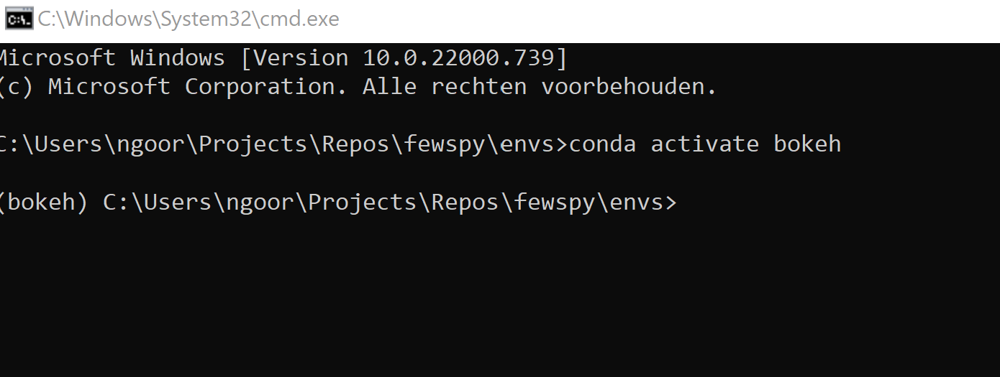 C:\Windows\System32\cmd.exe
Microsoft Windows [Version 10.0.22000.739]
(c) Microsoft Corporation. Alle rechten voorbehouden.
C:\Users\ngoor\Projects\Repos\fewspy\envs>conda activate bokeh
(bokeh) C:\Users\ngoor\Projects\Repos\fewspy\envs>